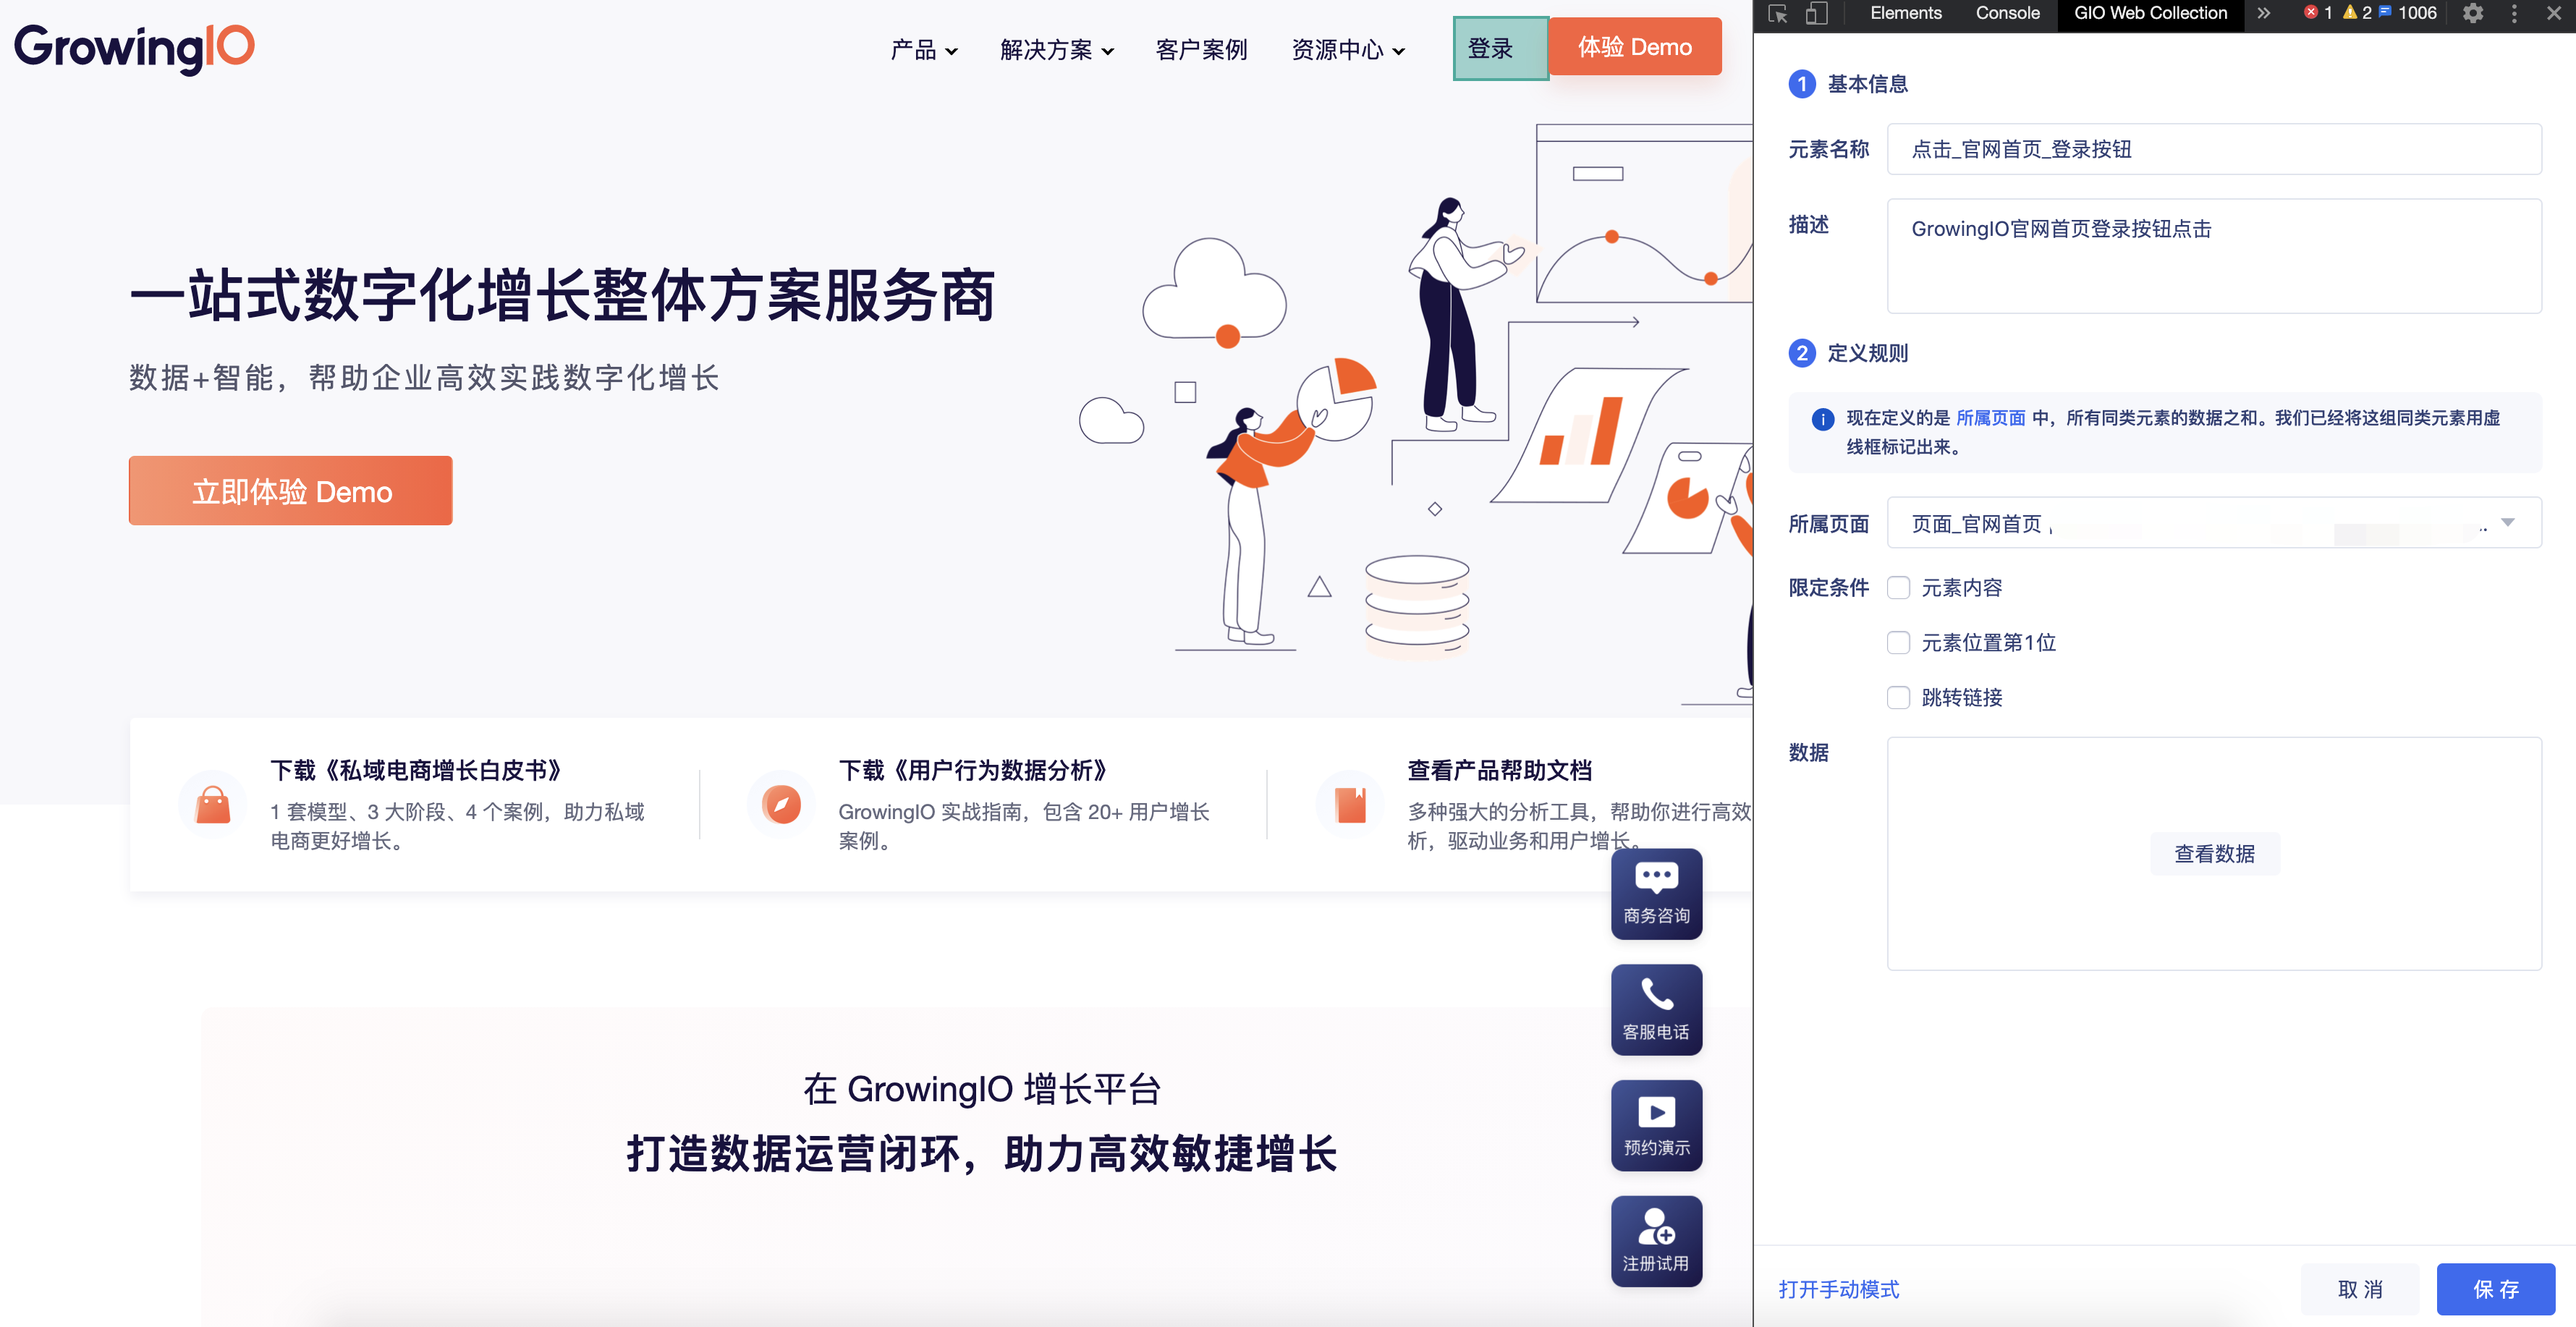 GrowingIO
产品
解决方案
客户案例
资源中心
登录
体验 Demo
一站式数字化增长整体方案服务商
数据+智能，帮助企业高效实践数字化增长
立即体验 Demo
下载《私域电商增长白皮书》
1 套模型、3 大阶段、4 个案例，助力私域
电商更好增长。
下载《用户行为数据分析》
GrowingIO 实战指南，包含 20+ 用户增长
案例。
查看产品帮助文档
多种强大的分析工具，帮助你进行高效
析，驱动业务和用户增长。
商务咨询
客服电话
预约演示
注册试用
在 GrowingIO 增长平台
打造数据运营闭环，助力高效敏捷增长
Elements
Console
GIO Web Collection
1
2
1006
1 基本信息
元素名称
点击_官网首页_登录按钮
描述
GrowingIO官网首页登录按钮点击
2 定义规则
现在定义的是 所属页面 中，所有同类元素的数据之和。我们已经将这组同类元素用虚
线框标记出来。
所属页面
页面_官网首页
限定条件
元素内容
元素位置第1位
跳转链接
数据
查看数据
打开手动模式
取 消
保 存